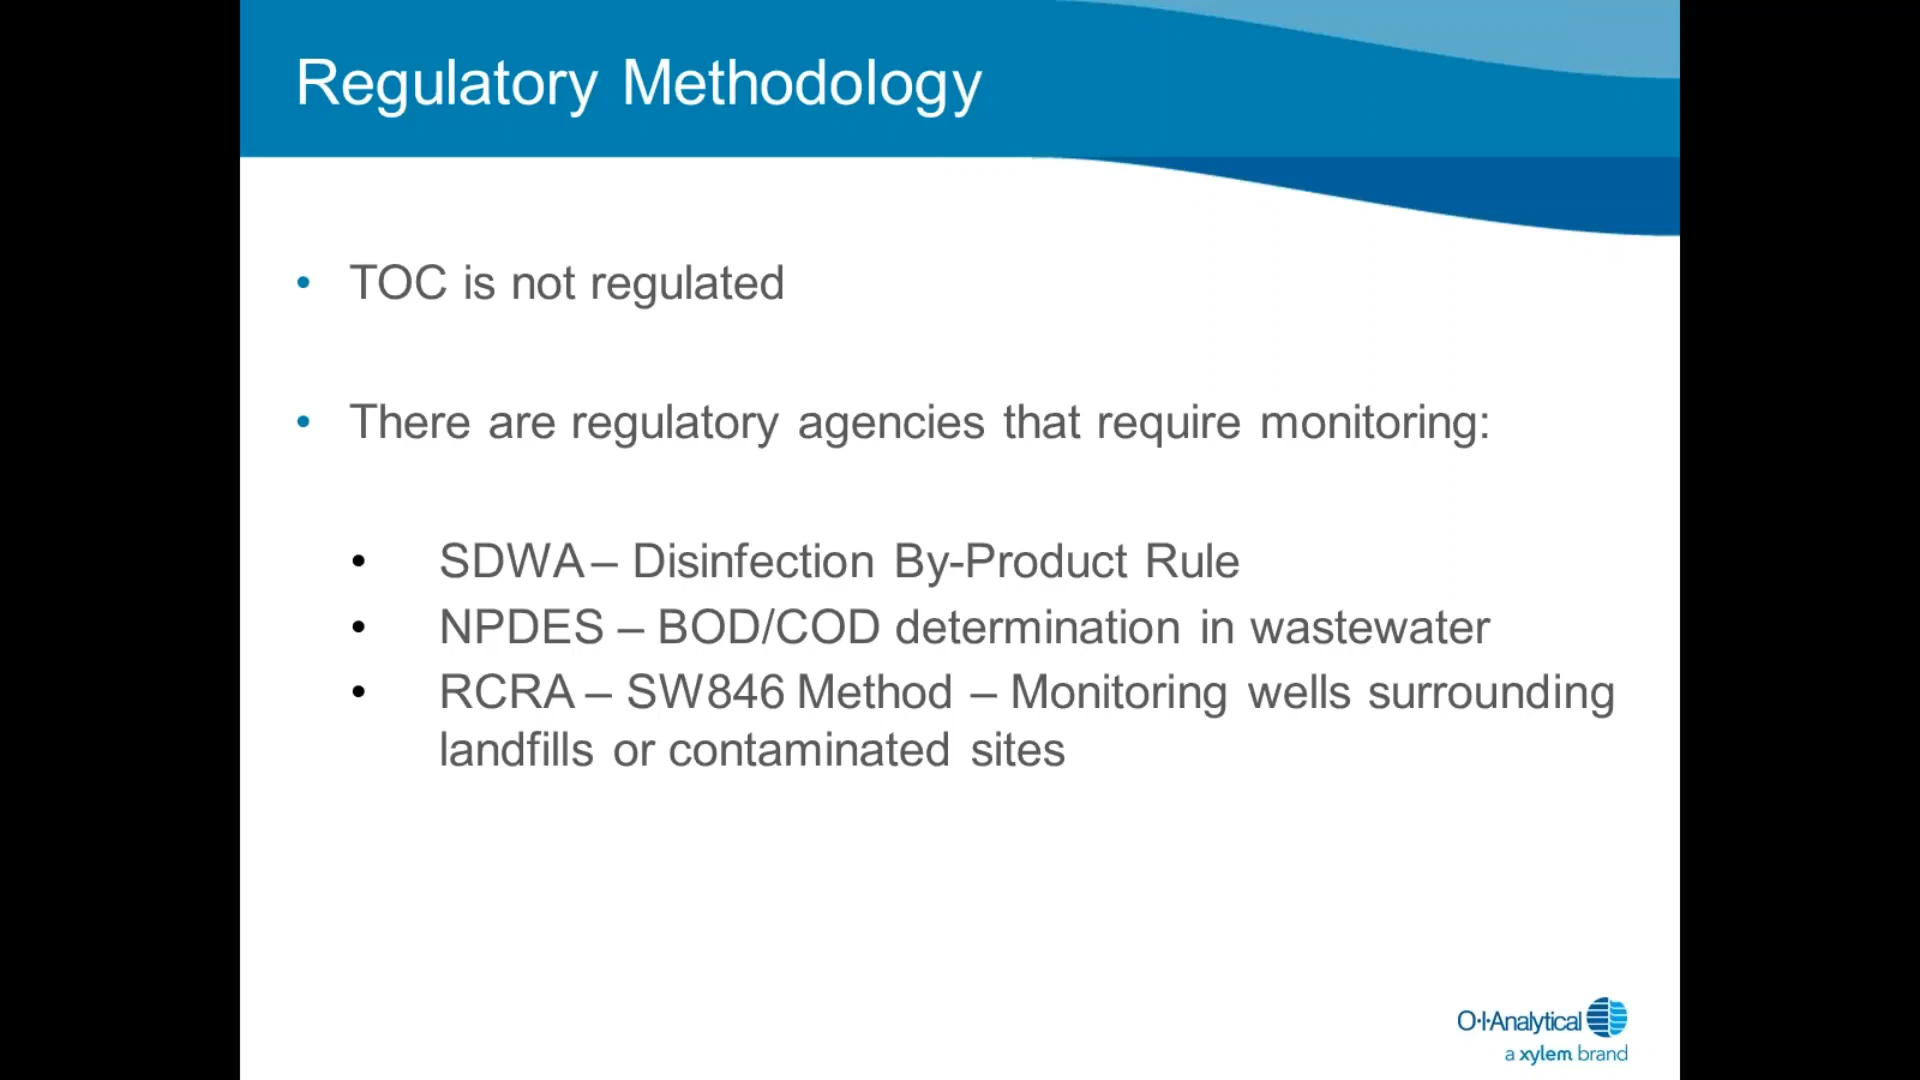 Regulatory Methodology
• TOC is not regulated
• There are regulatory agencies that require monitoring:
• SDWA – Disinfection By-Product Rule
• NPDES – BOD/COD determination in wastewater
• RCRA – SW846 Method – Monitoring wells surrounding
landfills or contaminated sites
O·I·Analytical
a xylem brand